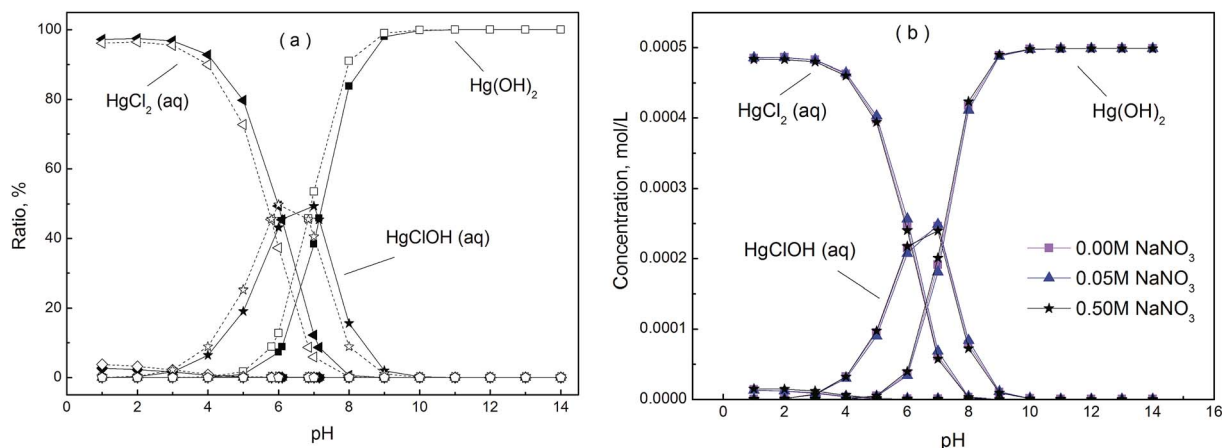 ( a )
100
80
60
40
20
0
Ratio, %
HgCl₂ (aq)
Hg(OH)₂
HgClOH (aq)
0 2 4 6 8 10 12 14
pH
( b )
0.0005
0.0004
0.0003
0.0002
0.0001
0.0000
Concentration, mol/L
HgCl₂ (aq)
Hg(OH)₂
HgClOH (aq)
0.00M NaNO₃
0.05M NaNO₃
0.50M NaNO₃
0 2 4 6 8 10 12 14 16
pH